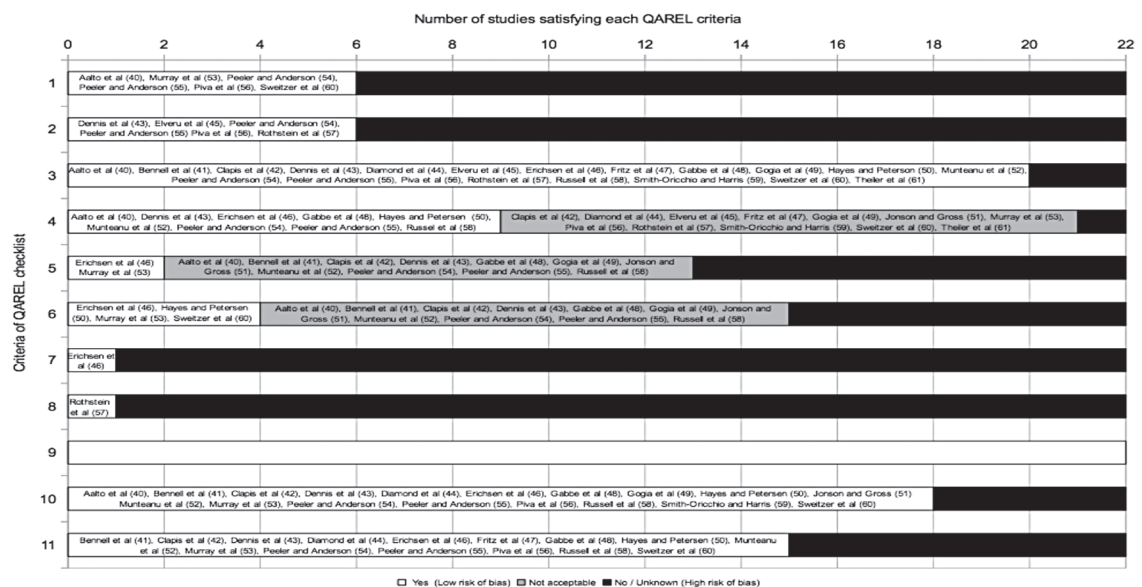 Number of studies satisfying each QAREL criteria
0 2 4 6 8 10 12 14 16 18 20 22
Criteria of QAREL checklist
1
Aalto et al (40), Murray et al (53), Peeler and Anderson (54),
Peeler and Anderson (55), Piva et al (56), Sweitzer et al (60)
2
Dennis et al (43), Elveru et al (45), Peeler and Anderson (54),
Peeler and Anderson (55) Piva et al (56), Rothstein et al (57)
3
Aalto et al (40), Bennell et al (41), Clapis et al (42), Dennis et al (43), Diamond et al (44), Elveru et al (45), Erichsen et al (46), Fritz et al (47), Gabbe et al (48), Gogia et al (49), Hayes and Peterson (50), Munteanu et al (52),
Peeler and Anderson (54), Peeler and Anderson (55), Piva et al (56), Rothstein et al (57), Russell et al (58), Smith-Oricchio and Harris (59), Sweitzer et al (60), Theiler et al (61)
4
Aalto et al (40), Dennis et al (43), Erichsen et al (46), Gabbe et al (48), Hayes and Petersen (50),
Munteanu et al (52), Peeler and Anderson (54), Peeler and Anderson (55), Russel et al (58)
Clapis et al (42), Diamond et al (44), Elveru et al (45), Fritz et al (47), Gogia et al (49), Jonson and Gross (51), Murray et al (53),
Piva et al (56), Rothstein et al (57), Smith-Oricchio and Harris (59), Sweitzer et al (60), Theiler et al (61)
5
Erichsen et al (46)
Murray et al (53)
Aalto et al (40), Bennell et al (41), Clapis et al (42), Dennis et al (43), Gabbe et al (48), Gogia et al (49), Jonson and
Gross (51), Munteanu et al (52), Peeler and Anderson (54), Peeler and Anderson (55), Russell et al (58)
6
Erichsen et al (46), Hayes and Petersen
(50), Murray et al (53), Sweitzer et al (60)
Aalto et al (40), Bennell et al (41), Clapis et al (42), Dennis et al (43), Gabbe et al (48), Gogia et al (49), Jonson and
Gross (51), Munteanu et al (52), Peeler and Anderson (54), Peeler and Anderson (55), Russell et al (58)
7
Erichsen et
al (46)
8
Rothstein
et al (57)
9
10
Aalto et al (40), Bennell et al (41), Clapis et al (42), Dennis et al (43), Diamond et al (44), Erichsen et al (46), Gabbe et al (48), Gogia et al (49), Hayes and Petersen (50), Jonson and Gross (51)
Munteanu et al (52), Murray et al (53), Peeler and Anderson (54), Peeler and Anderson (55), Piva et al (56), Russell et al (58), Smith-Oricchio and Harris (59), Sweitzer et al (60)
11
Bennell et al (41), Clapis et al (42), Dennis et al (43), Diamond et al (44), Erichsen et al (46), Fritz et al (47), Gabbe et al (48), Hayes and Petersen (50), Munteanu
et al (52), Murray et al (53), Peeler and Anderson (54), Peeler and Anderson (55), Piva et al (56), Russell et al (58), Sweitzer et al (60)
Yes (Low risk of bias) Not acceptable No / Unknown (High risk of bias)